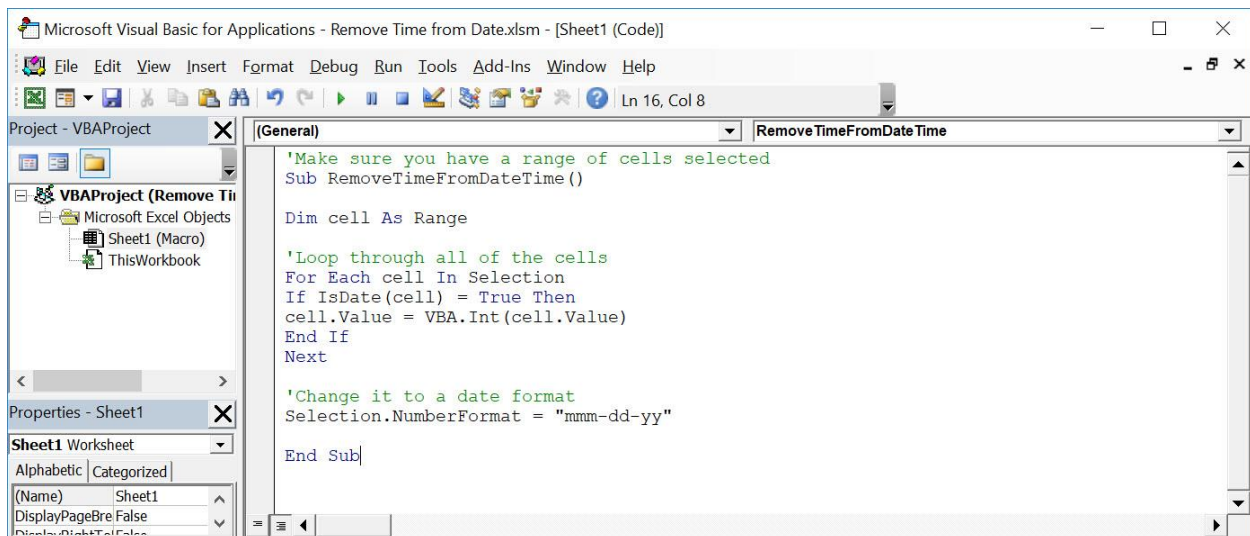 Microsoft Visual Basic for Applications - Remove Time from Date.xlsm - [Sheet1 (Code)]
File Edit View Insert Format Debug Run Tools Add-Ins Window Help
Ln 16, Col 8
Project - VBAProject
VBAProject (Remove Ti
Microsoft Excel Objects
Sheet1 (Macro)
ThisWorkbook
Properties - Sheet1
Sheet1 Worksheet
Alphabetic Categorized
(Name) Sheet1
DisplayPageBre False
(General) RemoveTimeFromDateTime
'Make sure you have a range of cells selected
Sub RemoveTimeFromDateTime()
Dim cell As Range
'Loop through all of the cells
For Each cell In Selection
If IsDate(cell) = True Then
cell.Value = VBA.Int(cell.Value)
End If
Next
'Change it to a date format
Selection.NumberFormat = "mmm-dd-yy"
End Sub